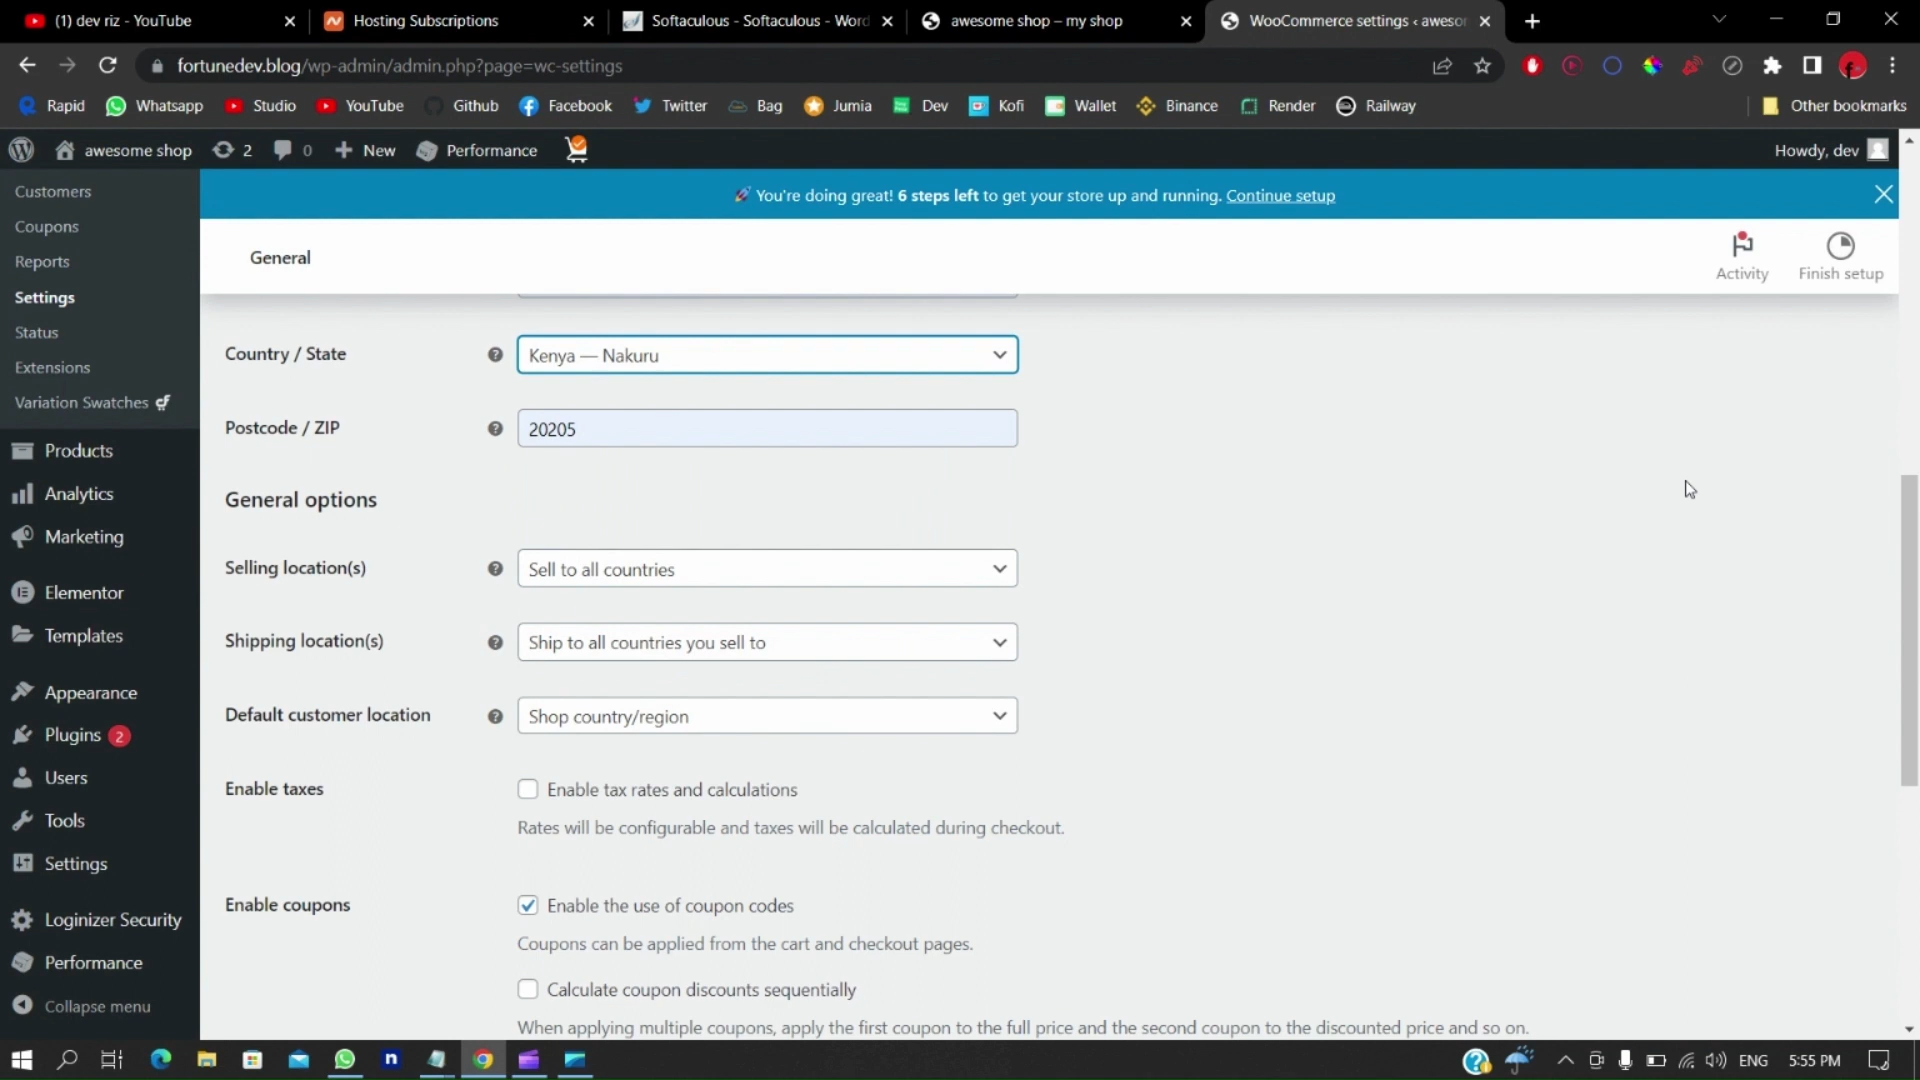 (1) dev riz - YouTube
Hosting Subscriptions
Softaculous - Softaculous - Word
awesome shop – my shop
WooCommerce settings ‹ aweso
fortunedev.blog/wp-admin/admin.php?page=wc-settings
Rapid Whatsapp Studio YouTube Github Facebook Twitter Bag Jumia Dev Kofi Wallet Binance Render Railway Other bookmarks
awesome shop 2 0 New Performance Howdy, dev
Customers
Coupons
Reports
Settings
Status
Extensions
Variation Swatches
Products
Analytics
Marketing
Elementor
Templates
Appearance
Plugins 2
Users
Tools
Settings
Loginizer Security
Performance
Collapse menu
You're doing great! 6 steps left to get your store up and running. Continue setup
General
Activity
Finish setup
Country / State
Kenya — Nakuru
Postcode / ZIP
20205
General options
Selling location(s)
Sell to all countries
Shipping location(s)
Ship to all countries you sell to
Default customer location
Shop country/region
Enable taxes
Enable tax rates and calculations
Rates will be configurable and taxes will be calculated during checkout.
Enable coupons
Enable the use of coupon codes
Coupons can be applied from the cart and checkout pages.
Calculate coupon discounts sequentially
When applying multiple coupons, apply the first coupon to the full price and the second coupon to the discounted price and so on.
ENG 5:55 PM